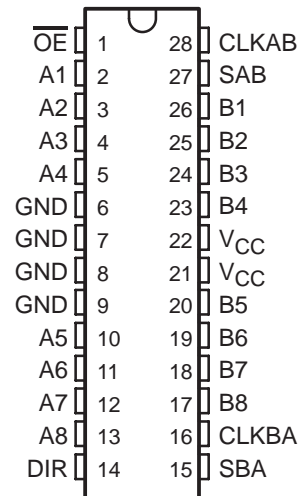 OE 1 28 CLKAB
A1 2 27 SAB
A2 3 26 B1
A3 4 25 B2
A4 5 24 B3
GND 6 23 B4
GND 7 22 VCC
GND 8 21 VCC
GND 9 20 B5
A5 10 19 B6
A6 11 18 B7
A7 12 17 B8
A8 13 16 CLKBA
DIR 14 15 SBA